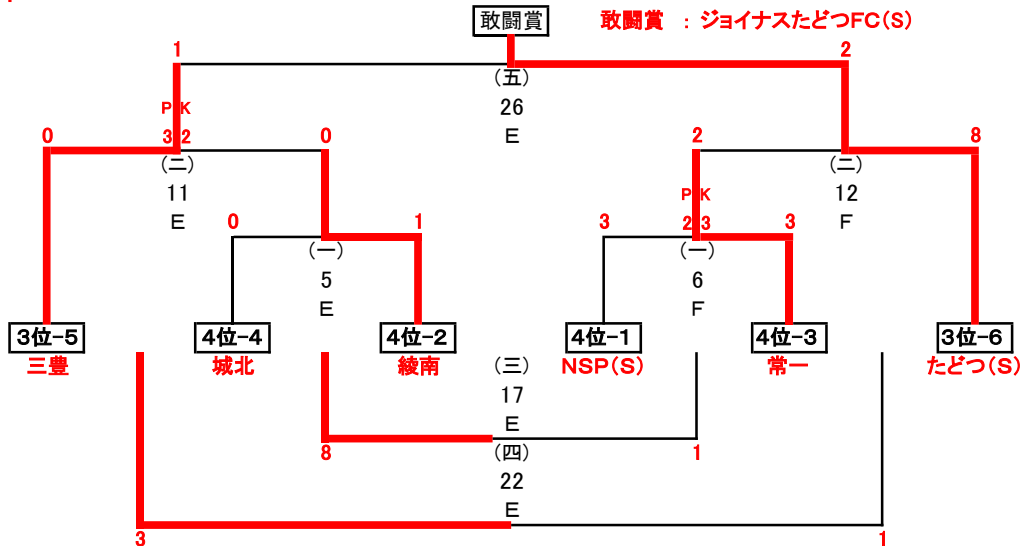 敢闘賞
敢闘賞 : ジョイナスたどつFC(S)
1
2
(五)
26
E
PK
0
3 2
0
2
8
(二)
11
E
(二)
12
F
PK
0
1
3
2 3
3
(一)
5
E
(一)
6
F
3位-5
4位-4
4位-2
4位-1
4位-3
3位-6
三豊
城北
綾南
NSP(S)
常一
たどつ(S)
(三)
17
E
8
1
(四)
22
E
3
1